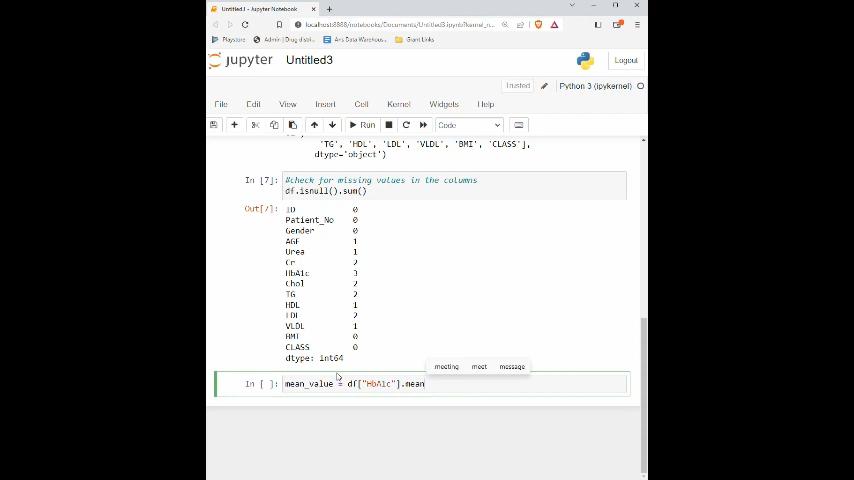 Untitled3 - Jupyter Notebook
localhost:8888/notebooks/Documents/Untitled3.ipynb?kernel_n...
Playstore Admin | Drug distri... Ans Data Warehous... Grant Links
jupyter Untitled3 Logout
Trusted Python 3 (ipykernel)
File Edit View Insert Cell Kernel Widgets Help
Run Code
'TG', 'HDL', 'LDL', 'VLDL', 'BMI', 'CLASS'],
dtype='object')
In [7]: #check for missing values in the columns
df.isnull().sum()
Out[7]: ID 0
Patient_No 0
Gender 0
AGE 1
Urea 1
Cr 2
HbA1c 3
Chol 2
TG 2
HDL 1
LDL 2
VLDL 1
BMI 0
CLASS 0
dtype: int64
meeting meet message
In [ ]: mean_value = df["HbA1c"].mean